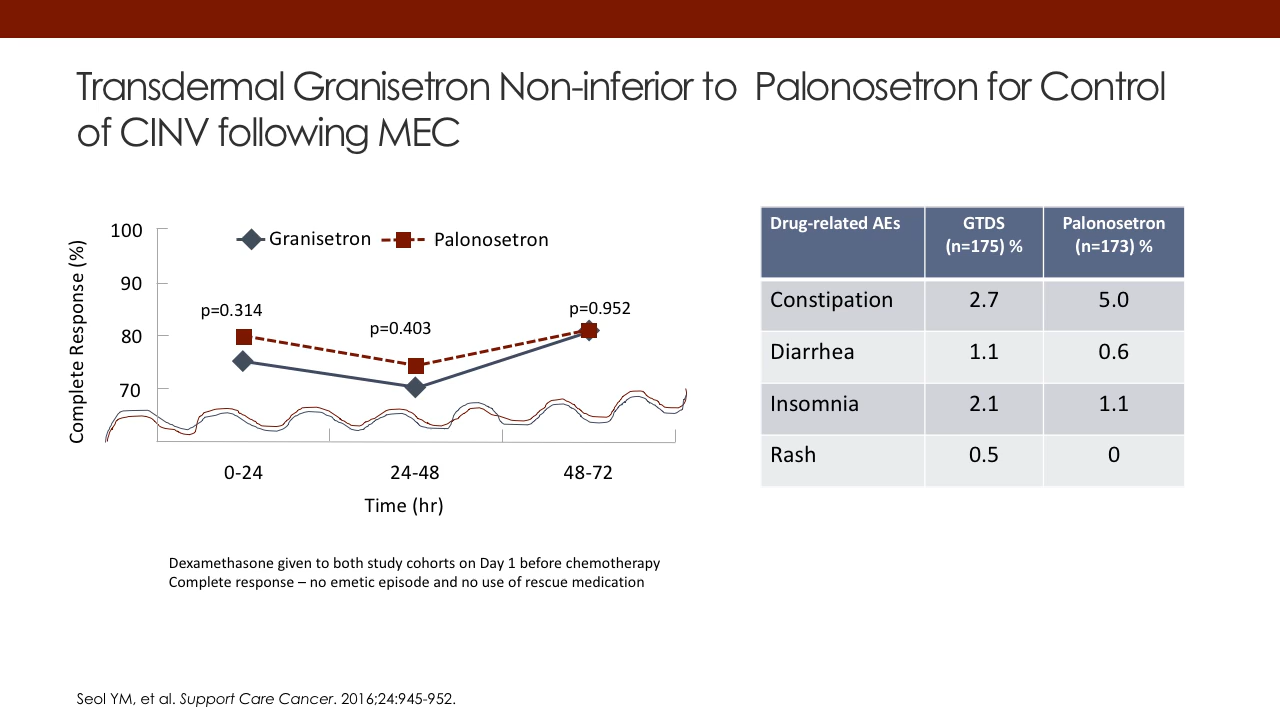 Transdermal Granisetron Non-inferior to Palonosetron for Control
of CINV following MEC
Complete Response (%)
100
90
80
70
Granisetron
Palonosetron
p=0.314
p=0.403
p=0.952
0-24
24-48
48-72
Time (hr)
Dexamethasone given to both study cohorts on Day 1 before chemotherapy
Complete response – no emetic episode and no use of rescue medication
Drug-related AEs
GTDS
(n=175) %
Palonosetron
(n=173) %
Constipation 2.7 5.0
Diarrhea 1.1 0.6
Insomnia 2.1 1.1
Rash 0.5 0
Seol YM, et al. Support Care Cancer. 2016;24:945-952.